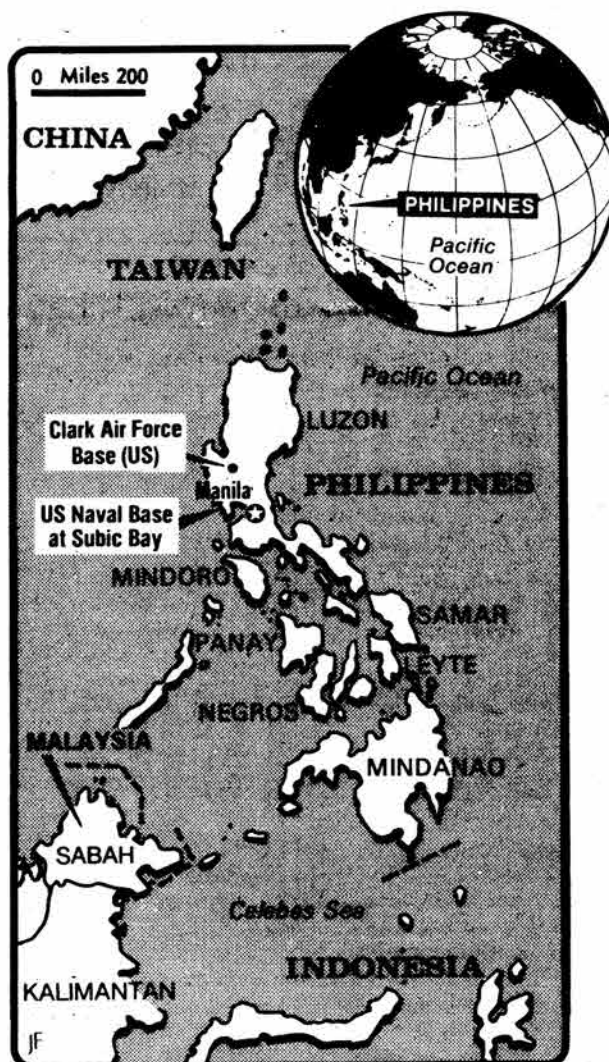 0 Miles 200
CHINA
TAIWAN
PHILIPPINES
Pacific
Ocean
Pacific Ocean
LUZON
Clark Air Force
Base (US)
PHILIPPINES
Manila
US Naval Base
at Subic Bay
MINDORO
SAMAR
PANAY
LEYTE
NEGROS
MALAYSIA
MINDANAO
SABAH
Celebes Sea
INDONESIA
KALIMANTAN
JF